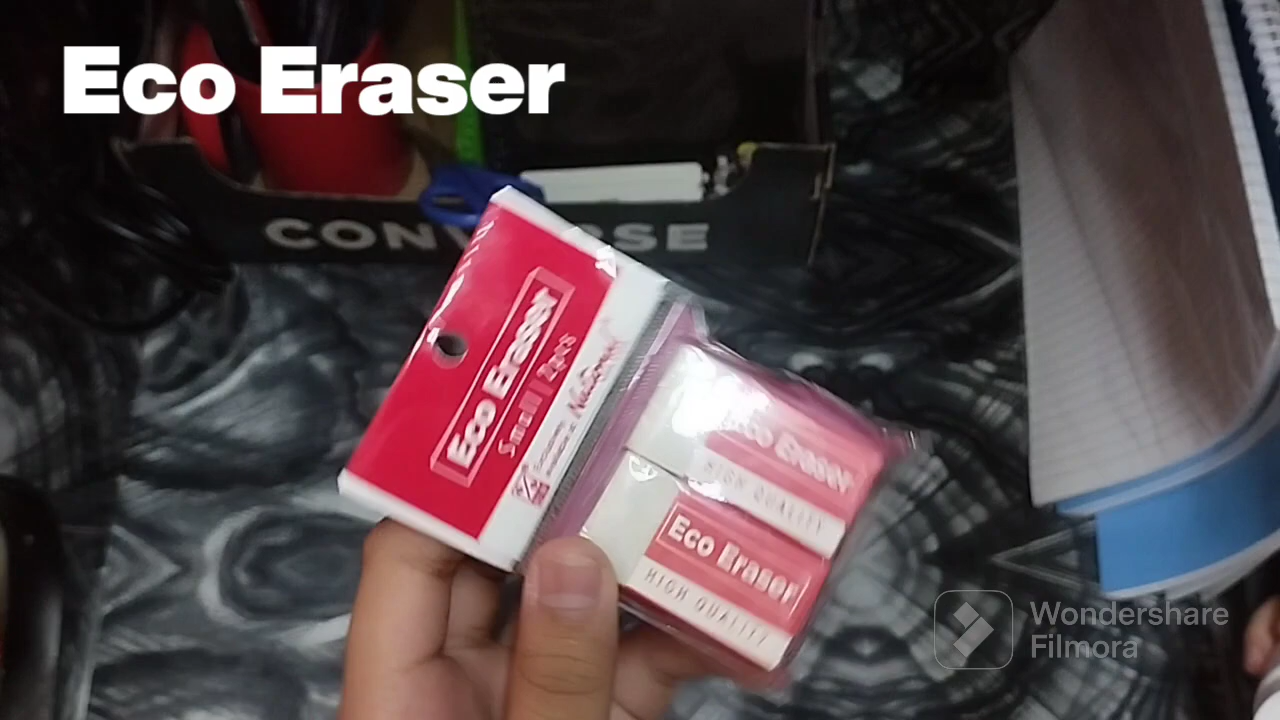 Eco Eraser
CONVERSE
Eco Eraser
Small 2pcs
Eco Eraser
HIGH QUALITY
Eco Eraser
HIGH QUALITY
Wondershare
Filmora